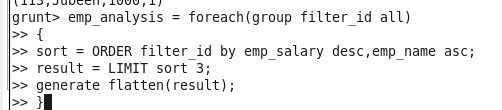 (113,Jubeen,1000,1)
grunt> emp_analysis = foreach(group filter_id all)
>> {
>> sort = ORDER filter_id by emp_salary desc,emp_name asc;
>> result = LIMIT sort 3;
>> generate flatten(result);
>> }